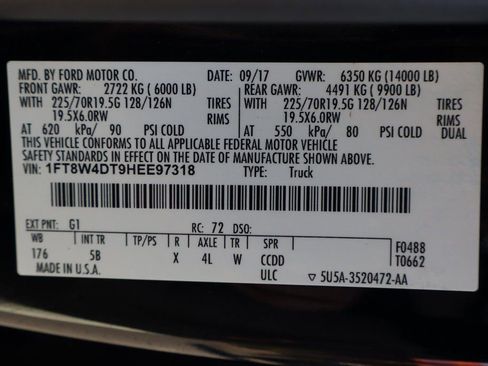 MFD. BY FORD MOTOR CO. DATE: 09/17 GVWR: 6350 KG (14000 LB)
FRONT GAWR: 2722 KG (6000 LB) REAR GAWR: 4491 KG (9900 LB)
WITH 225/70R19.5G 128/126N TIRES WITH 225/70R19.5G 128/126N TIRES
19.5X6.0RW RIMS 19.5X6.0RW RIMS
AT 620 kPa/ 90 PSI COLD AT 550 kPa/ 80 PSI COLD DUAL
THIS VEHICLE CONFORMS TO ALL APPLICABLE FEDERAL MOTOR VEHICLE
SAFETY STANDARDS IN EFFECT ON THE DATE OF MANUFACTURE SHOWN ABOVE.
VIN: 1FT8W4DT9HEE97318 TYPE: Truck
EXT PNT: G1 RC: 72 DSO:
WB INT TR TP/PS R AXLE TR SPR F0488
176 5B X 4L W CCDD T0662
MADE IN U.S.A. ULC ▽ 5U5A-3520472-AA